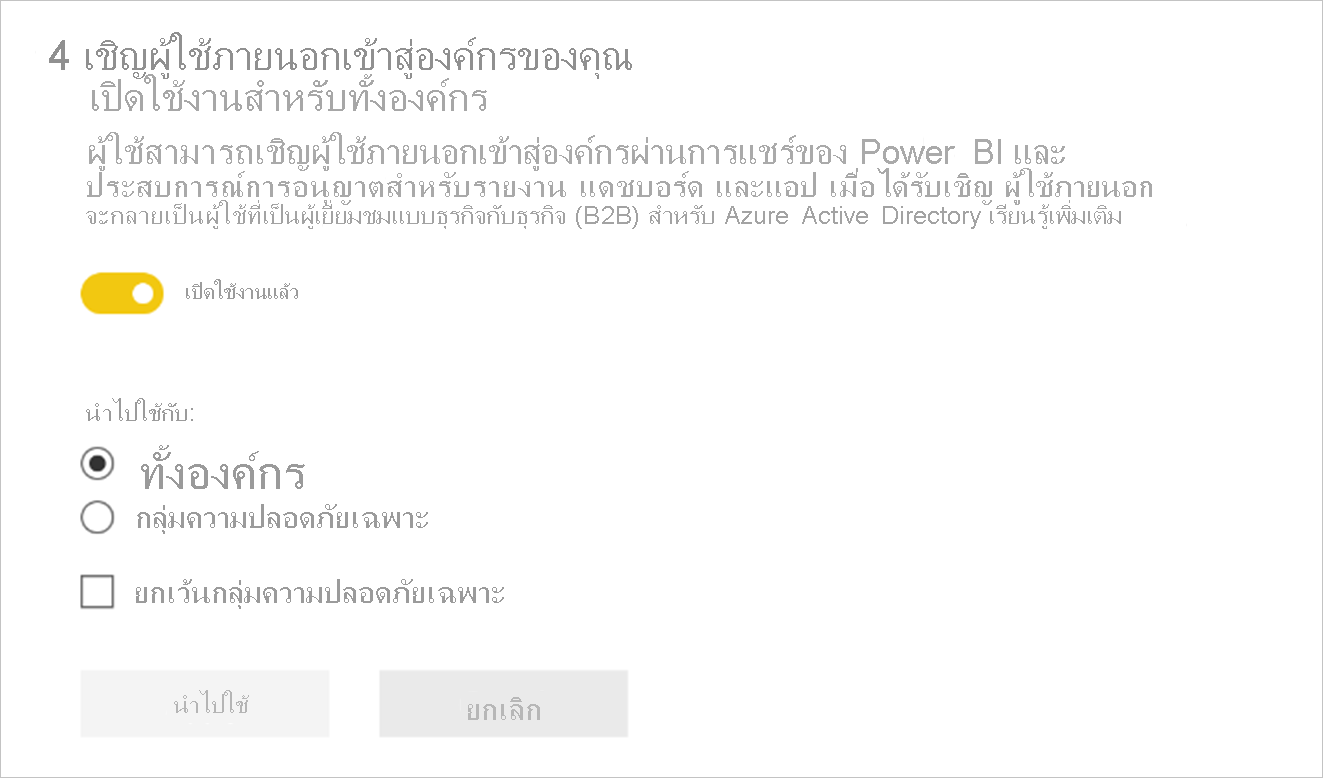 4 เชิญผู้ใช้ภายนอกเข้าสู่องค์กรของคุณ
เปิดใช้งานสำหรับทั้งองค์กร
ผู้ใช้สามารถเชิญผู้ใช้ภายนอกเข้าสู่องค์กรผ่านการแชร์ของ Power BI และ
ประสบการณ์การอนุญาตสำหรับรายงาน แดชบอร์ด และแอป เมื่อได้รับเชิญ ผู้ใช้ภายนอก
จะกลายเป็นผู้ใช้ที่เป็นผู้เยี่ยมชมแบบธุรกิจกับธุรกิจ (B2B) สำหรับ Azure Active Directory เรียนรู้เพิ่มเติม
เปิดใช้งานแล้ว
นำไปใช้กับ:
ทั้งองค์กร
กลุ่มความปลอดภัยเฉพาะ
ยกเว้นกลุ่มความปลอดภัยเฉพาะ
นำไปใช้
ยกเลิก